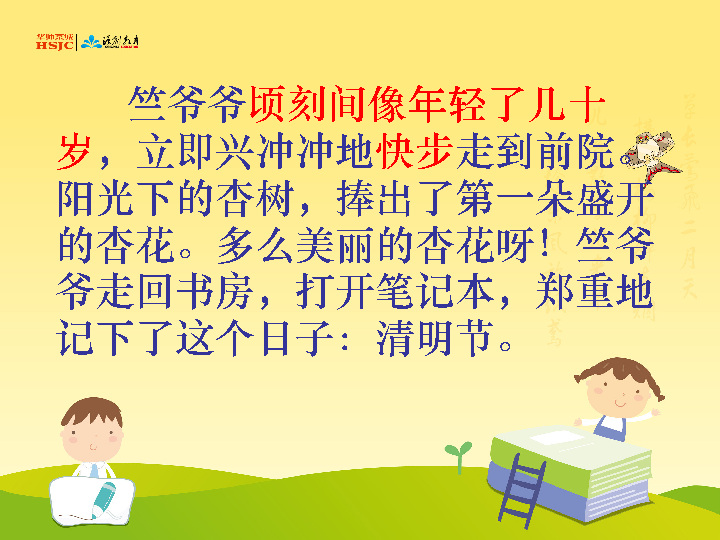 华师京城
HSJC
竺爷爷顷刻间像年轻了几十
岁，立即兴冲冲地快步走到前院。
阳光下的杏树，捧出了第一朵盛开
的杏花。多么美丽的杏花呀！竺爷
爷走回书房，打开笔记本，郑重地
记下了这个日子：清明节。
二月天